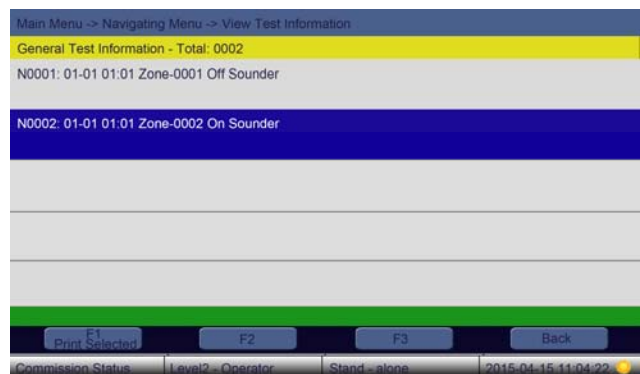 Main Menu -> Navigating Menu -> View Test Information
General Test Information - Total: 0002
N0001: 01-01 01:01 Zone-0001 Off Sounder
N0002: 01-01 01:01 Zone-0002 On Sounder
F1
Print Selected
F2
F3
Back
Commission Status
Level2 - Operator
Stand - alone
2015-04-15 11:04:22